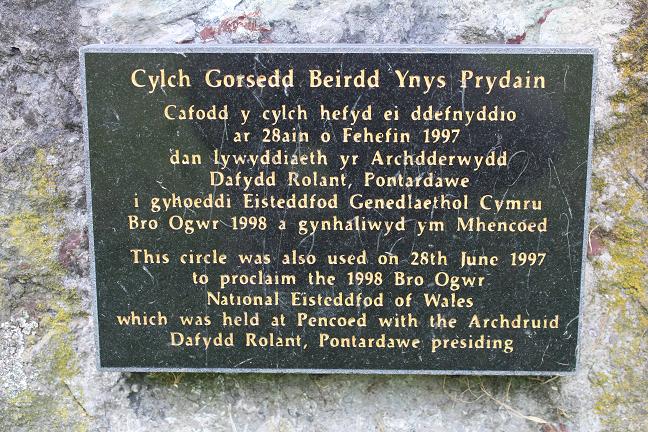 Cylch Gorsedd Beirdd Ynys Prydain
Cafodd y cylch hefyd ei ddefnyddio
ar 28ain o Fehefin 1997
dan lywyddiaeth yr Archdderwydd
Dafydd Rolant, Pontardawe
i gyhoeddi Eisteddfod Genedlaethol Cymru
Bro Ogwr 1998 a gynhaliwyd ym Mhencoed
This circle was also used on 28th June 1997
to proclaim the 1998 Bro Ogwr
National Eisteddfod of Wales
which was held at Pencoed with the Archdruid
Dafydd Rolant, Pontardawe presiding